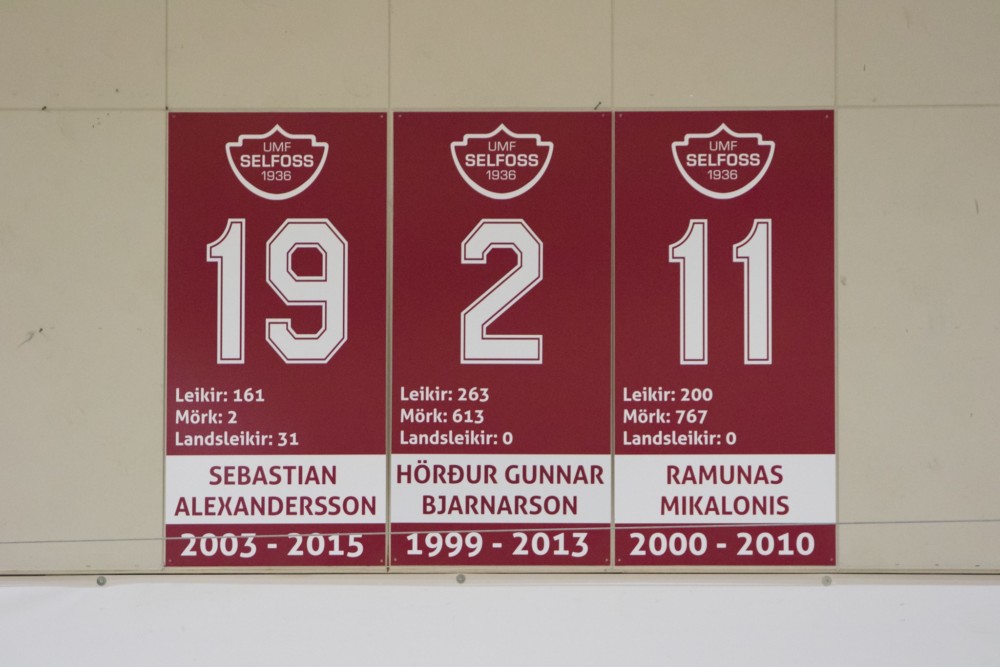 UMF
SELFOSS
1936
19
Leikir: 161
Mörk: 2
Landsleikir: 31
SEBASTIAN
ALEXANDERSSON
2003 - 2015
UMF
SELFOSS
1936
2
Leikir: 263
Mörk: 613
Landsleikir: 0
HÖRÐUR GUNNAR
BJARNARSON
1999 - 2013
UMF
SELFOSS
1936
11
Leikir: 200
Mörk: 767
Landsleikir: 0
RAMUNAS
MIKALONIS
2000 - 2010